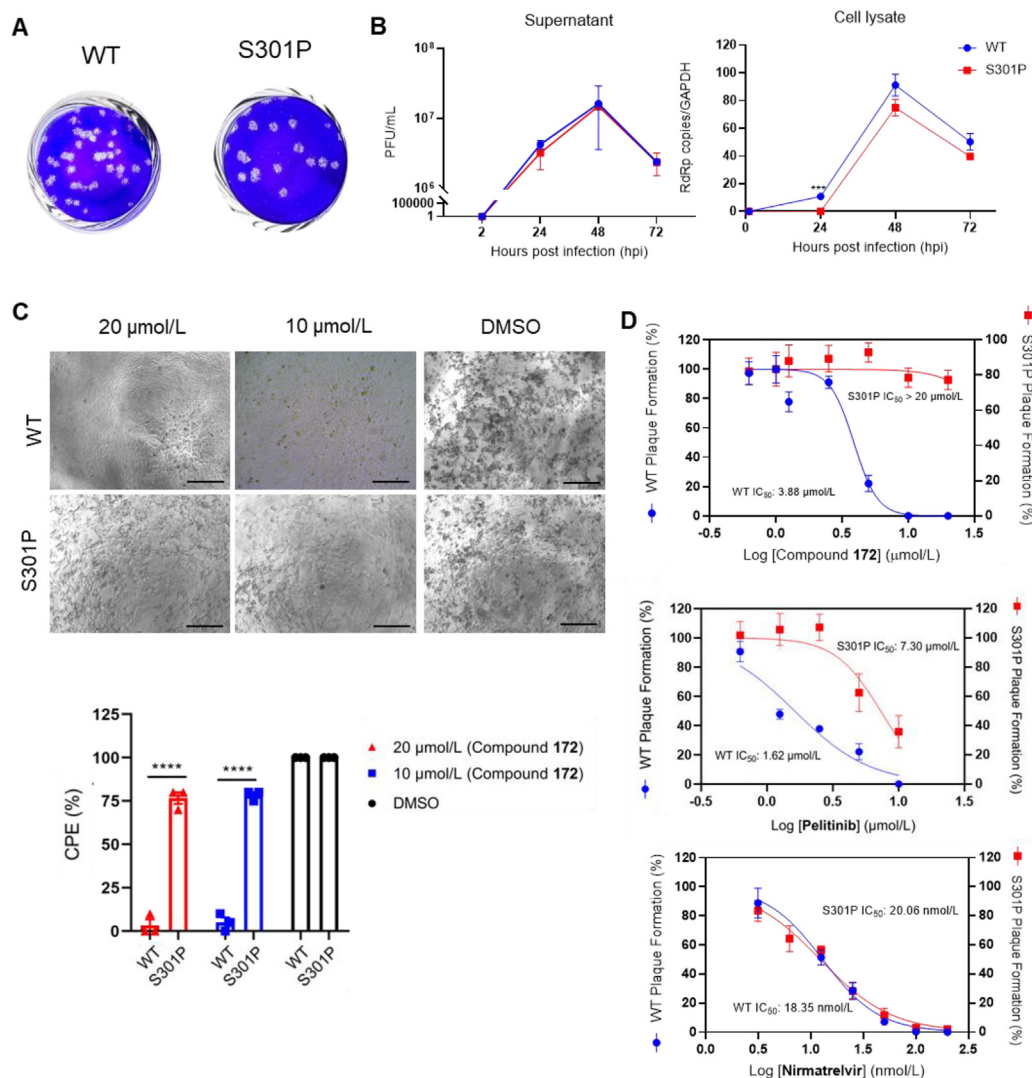 A
WT
S301P
B
Supernatant
PFU/mL
10⁸
10⁷
10⁶
100000
1
2
24
48
72
Hours post infection (hpi)
Cell lysate
WT
S301P
RdRp copies/GAPDH
120
100
80
60
40
20
0
***
0
24
48
72
Hours post infection (hpi)
C
20 µmol/L
10 µmol/L
DMSO
WT
S301P
CPE (%)
125
100
75
50
25
0
****
****
WT
S301P
WT
S301P
WT
S301P
20 µmol/L (Compound 172)
10 µmol/L (Compound 172)
DMSO
D
WT Plaque Formation (%)
120
100
80
60
40
20
0
S301P IC₅₀ > 20 µmol/L
WT IC₅₀: 3.88 µmol/L
100
80
60
40
20
0
S301P Plaque Formation (%)
-0.5
0.0
0.5
1.0
1.5
Log [Compound 172] (µmol/L)
WT Plaque Formation (%)
120
100
80
60
40
20
0
S301P IC₅₀: 7.30 µmol/L
WT IC₅₀: 1.62 µmol/L
120
100
80
60
40
20
0
S301P Plaque Formation (%)
-0.5
0.0
0.5
1.0
1.5
Log [Pelitinib] (µmol/L)
WT Plaque Formation (%)
120
100
80
60
40
20
0
S301P IC₅₀: 20.06 nmol/L
WT IC₅₀: 18.35 nmol/L
120
100
80
60
40
20
0
S301P Plaque Formation (%)
0.0
0.5
1.0
1.5
2.0
2.5
Log [Nirmatrelvir] (nmol/L)